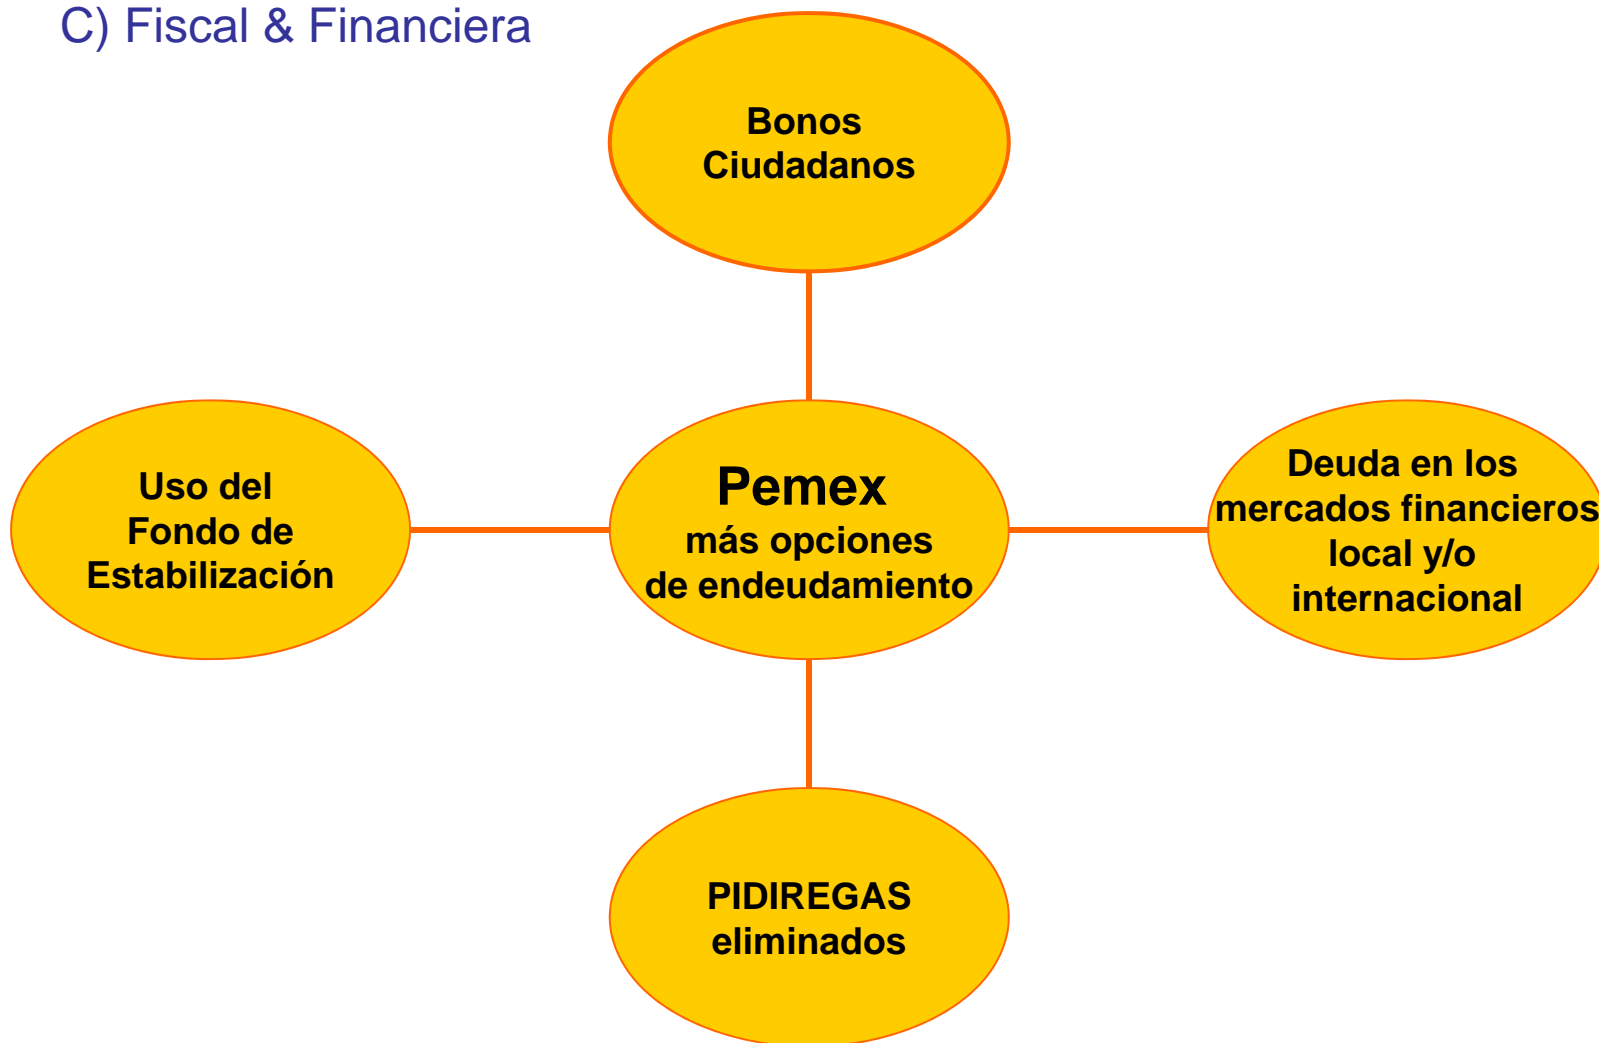 C) Fiscal & Financiera
Bonos
Ciudadanos
Uso del
Fondo de
Estabilización
Pemex
más opciones
de endeudamiento
Deuda en los
mercados financieros
local y/o
internacional
PIDIREGAS
eliminados